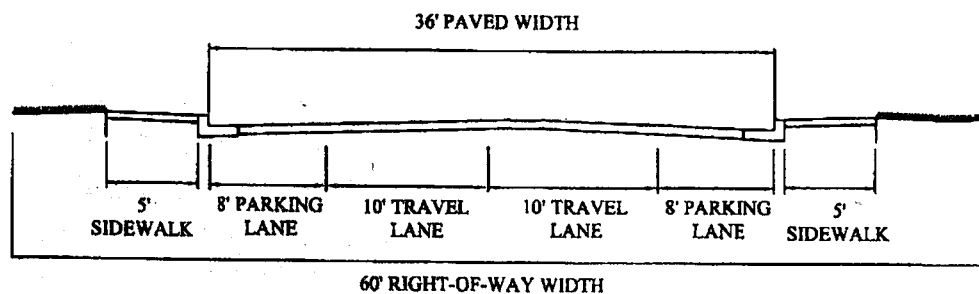 36' PAVED WIDTH
5'
SIDEWALK
8' PARKING
LANE
10' TRAVEL
LANE
10' TRAVEL
LANE
8' PARKING
LANE
5'
SIDEWALK
60' RIGHT-OF-WAY WIDTH